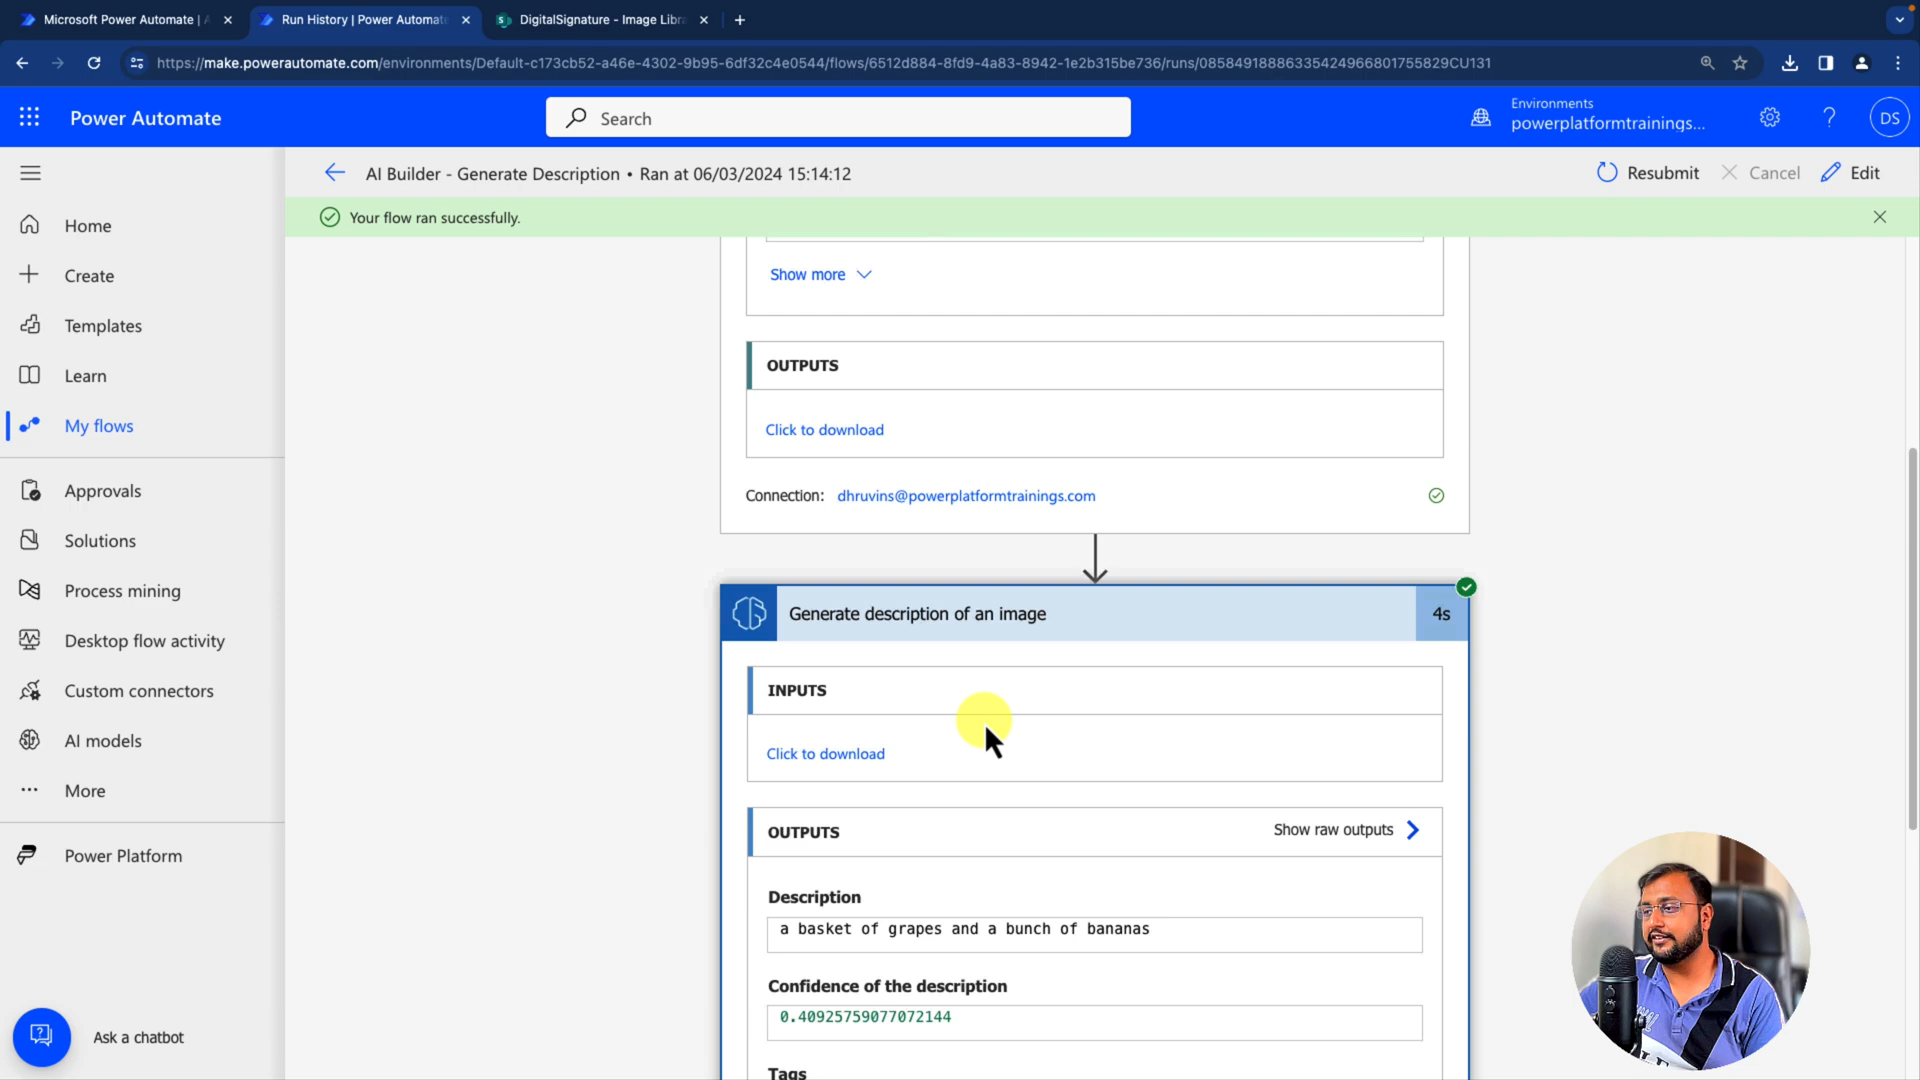 Microsoft Power Automate | A
Run History | Power Automate
DigitalSignature - Image Libra
https://make.powerautomate.com/environments/Default-c173cb52-a46e-4302-9b95-6df32c4e0544/flows/6512d884-8fd9-4a83-8942-1e2b315be736/runs/08584918886335424966801755829CU131
Power Automate
Search
Environments
powerplatformtrainings...
DS
AI Builder - Generate Description • Ran at 06/03/2024 15:14:12
Resubmit
Cancel
Edit
Your flow ran successfully.
Home
Create
Templates
Learn
My flows
Approvals
Solutions
Process mining
Desktop flow activity
Custom connectors
AI models
More
Power Platform
Ask a chatbot
Show more
OUTPUTS
Click to download
Connection: dhruvins@powerplatformtrainings.com
Generate description of an image
4s
INPUTS
Click to download
OUTPUTS
Show raw outputs
Description
a basket of grapes and a bunch of bananas
Confidence of the description
0.40925759077072144
Tags